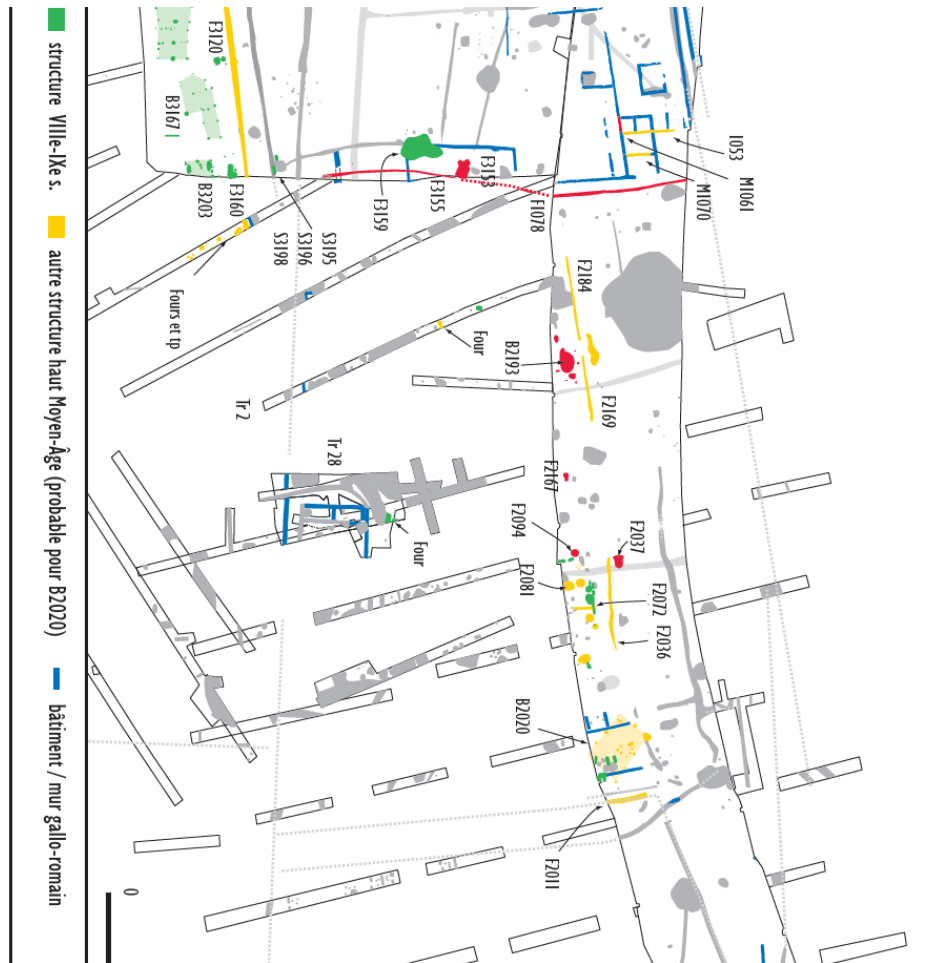 structure VIIIe-IXe s.
autre structure haut Moyen-Âge (probable pour B2020)
bâtiment / mur gallo-romain
0
F3120
B3167
F3160
B3203
S3195
S3196
S3198
F3159
F3155
F3153
F1078
I053
M1061
M1070
Fours et tp
Four
Tr 2
F2184
B2193
F2169
F2167
Tr 28
Four
F2094
F2037
F2081
F2072
F2036
B2020
F2011